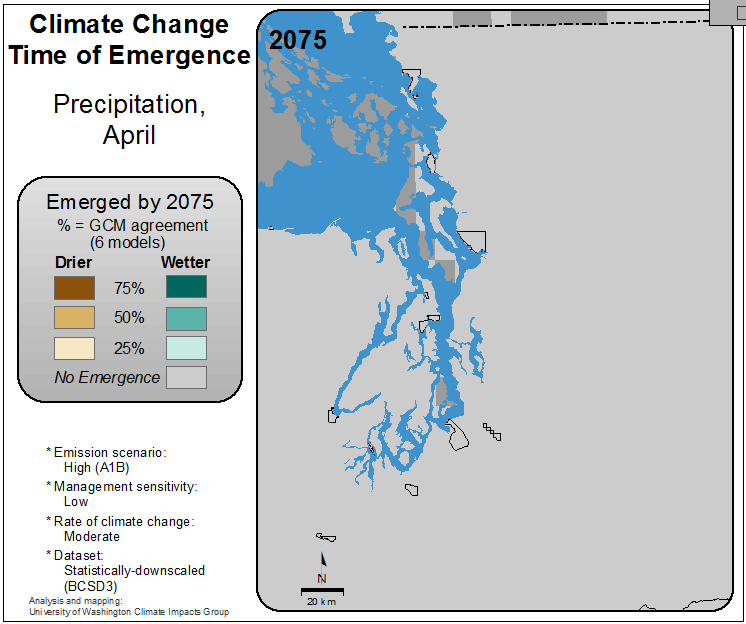 Climate Change
Time of Emergence
Precipitation,
April
Emerged by 2075
% = GCM agreement
(6 models)
Drier Wetter
75%
50%
25%
No Emergence
* Emission scenario:
High (A1B)
* Management sensitivity:
Low
* Rate of climate change:
Moderate
* Dataset:
Statistically-downscaled
(BCSD3)
Analysis and mapping:
University of Washington Climate Impacts Group
2075
N
20 km